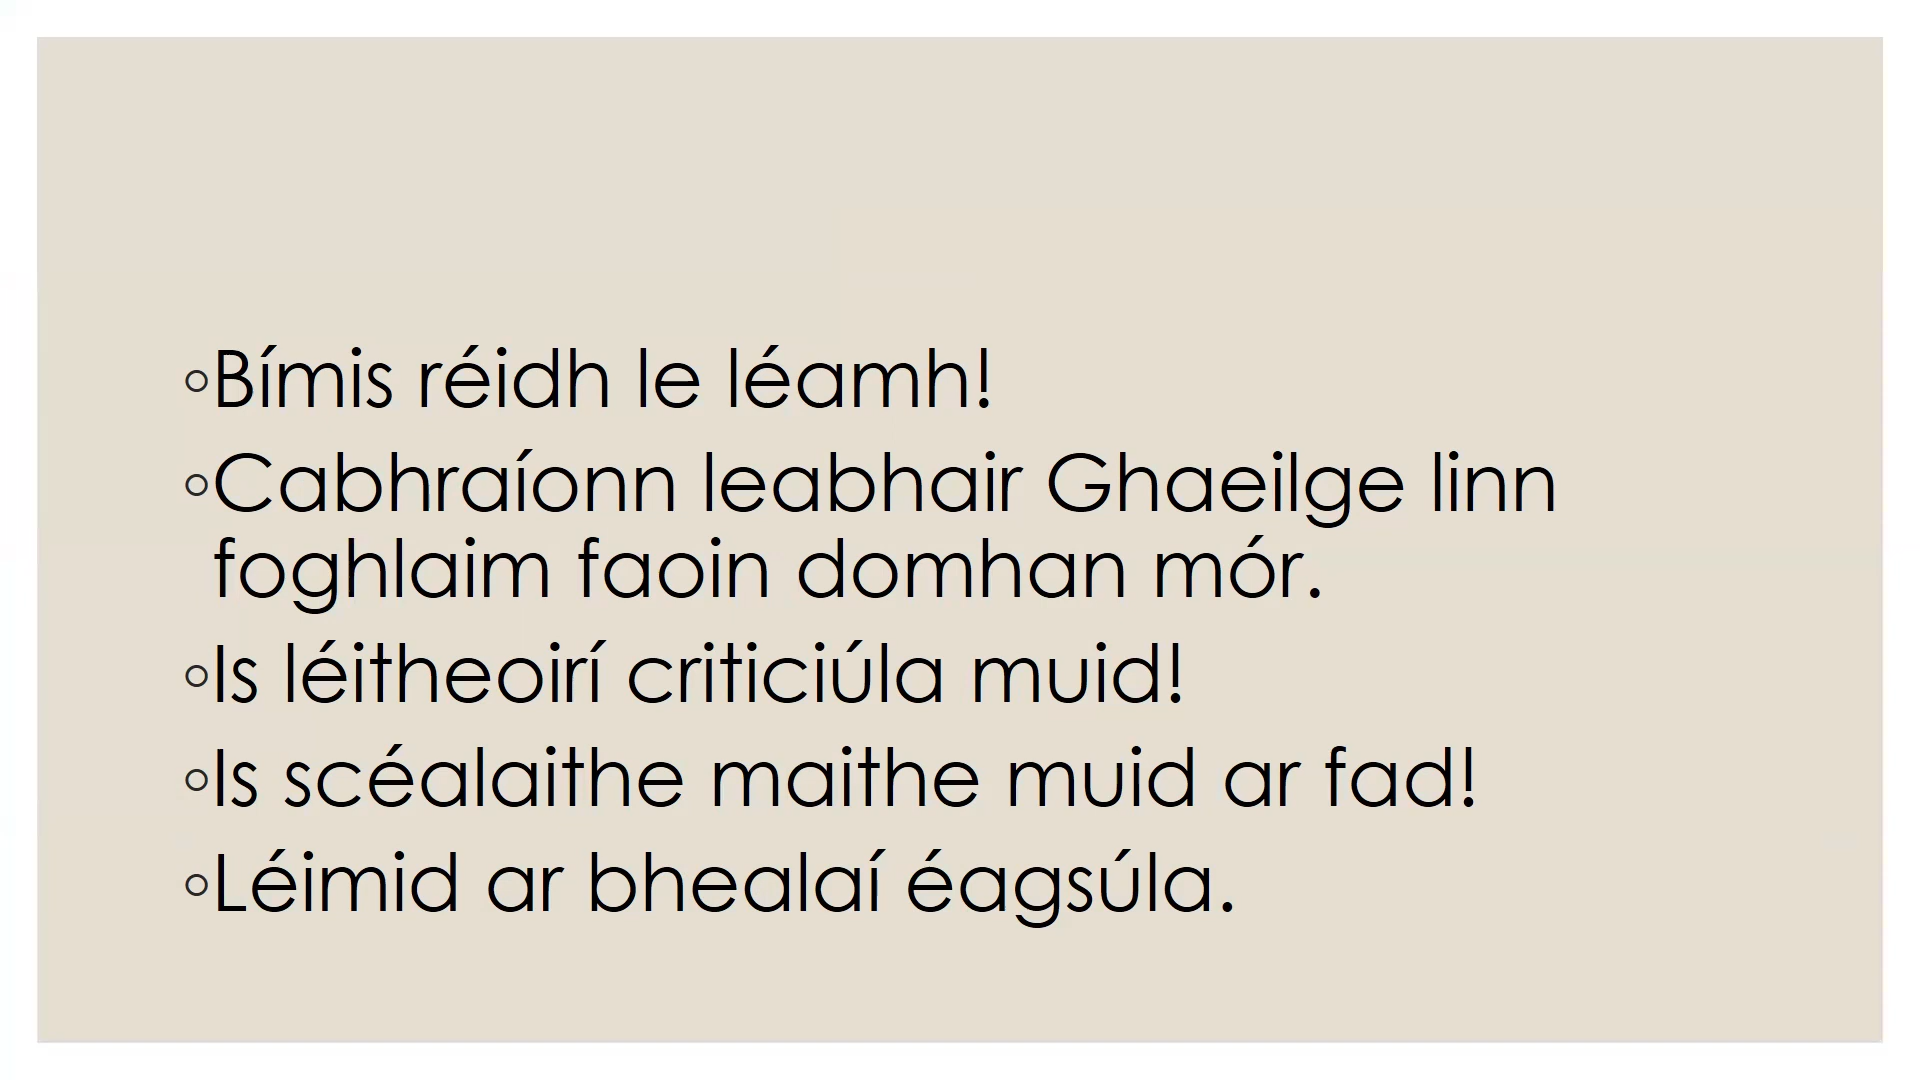 ◦Bímis réidh le léamh!
◦Cabhraíonn leabhair Ghaeilge linn
foghlaim faoin domhan mór.
◦Is léitheoirí criticiúla muid!
◦Is scéalaithe maithe muid ar fad!
◦Léimid ar bhealaí éagsúla.